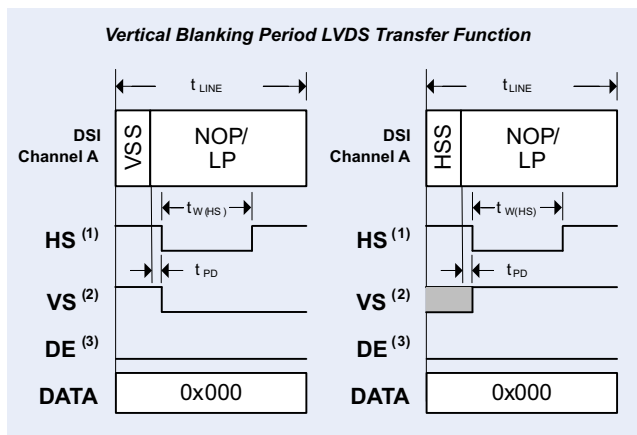 Vertical Blanking Period LVDS Transfer Function
t LINE
t LINE
DSI
Channel A
VSS
NOP/
LP
DSI
Channel A
HSS
NOP/
LP
t W(HS)
t W(HS)
HS (1)
HS (1)
t PD
t PD
VS (2)
VS (2)
DE (3)
DE (3)
DATA
0x000
DATA
0x000